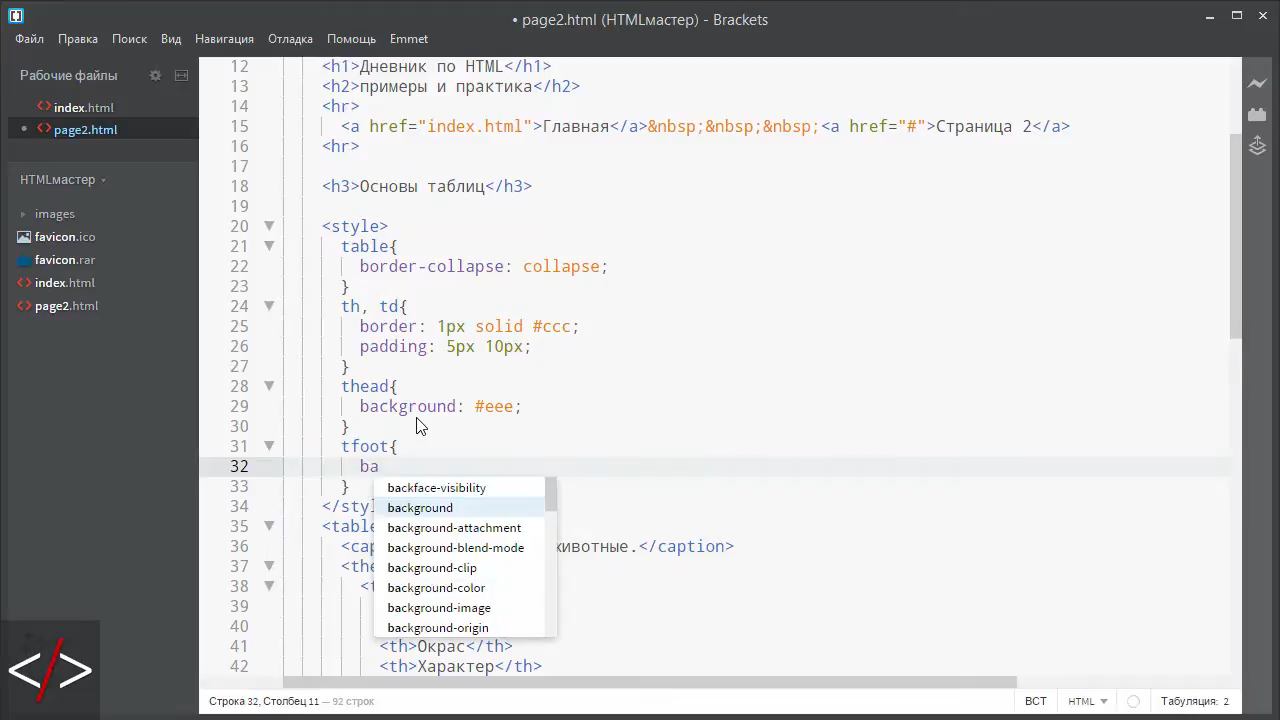 • page2.html (HTMLмастер) - Brackets
Файл Правка Поиск Вид Навигация Отладка Помощь Emmet
Рабочие файлы
index.html
• page2.html
HTMLмастер
images
favicon.ico
favicon.rar
index.html
page2.html
12 <h1>Дневник по HTML</h1>
13 <h2>примеры и практика</h2>
14 <hr>
15 <a href="index.html">Главная</a>&nbsp;&nbsp;&nbsp;<a href="#">Страница 2</a>
16 <hr>
17
18 <h3>Основы таблиц</h3>
19
20 <style>
21 table{
22 border-collapse: collapse;
23 }
24 th, td{
25 border: 1px solid #ccc;
26 padding: 5px 10px;
27 }
28 thead{
29 background: #eee;
30 }
31 tfoot{
32 ba
33 }
34 </sty
35 <table
36 <cap животные.</caption>
37 <the
38 <t
39
40
41 <th>Окрас</th>
42 <th>Характер</th>
backface-visibility
background
background-attachment
background-blend-mode
background-clip
background-color
background-image
background-origin
</>
Строка 32, Столбец 11 — 92 строк
ВСТ HTML Табуляция: 2